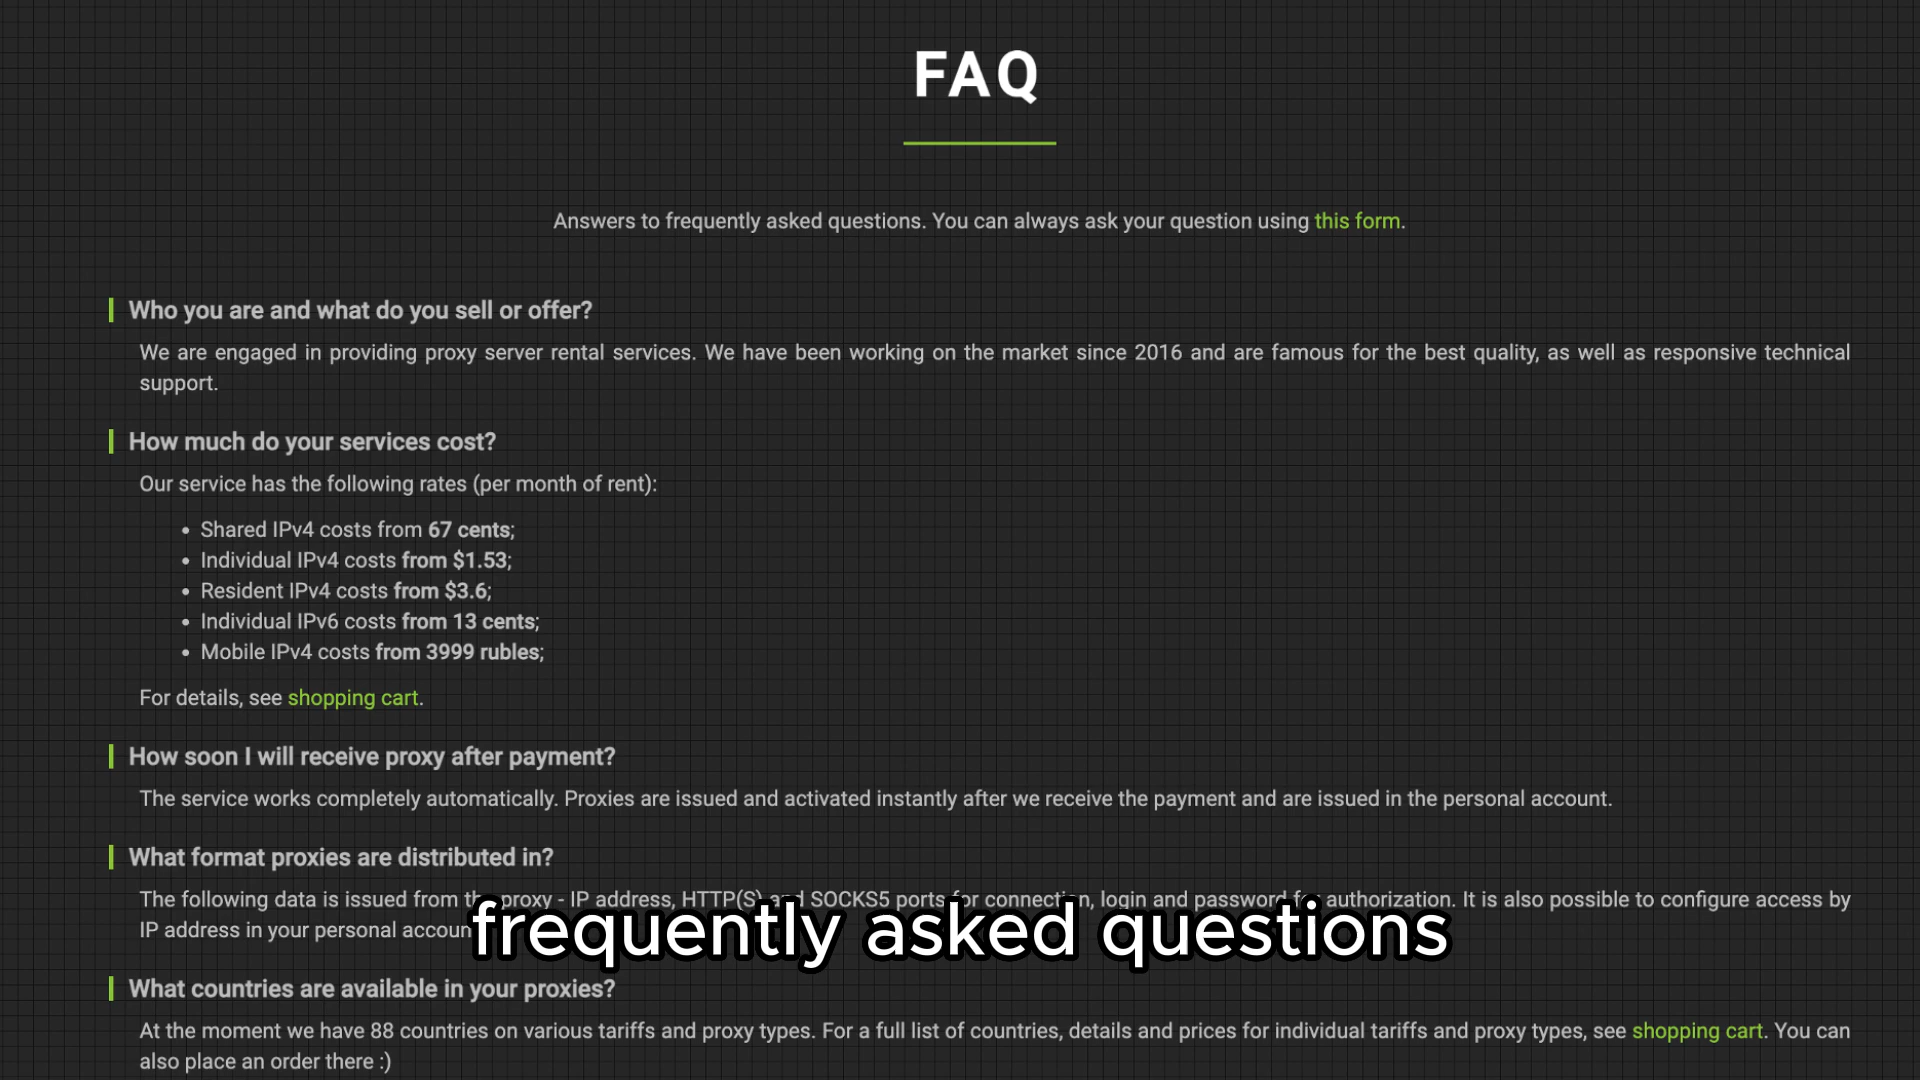 FAQ
Answers to frequently asked questions. You can always ask your question using this form.
Who you are and what do you sell or offer?
We are engaged in providing proxy server rental services. We have been working on the market since 2016 and are famous for the best quality, as well as responsive technical
support.
How much do your services cost?
Our service has the following rates (per month of rent):
• Shared IPv4 costs from 67 cents;
• Individual IPv4 costs from $1.53;
• Resident IPv4 costs from $3.6;
• Individual IPv6 costs from 13 cents;
• Mobile IPv4 costs from 3999 rubles;
For details, see shopping cart.
How soon I will receive proxy after payment?
The service works completely automatically. Proxies are issued and activated instantly after we receive the payment and are issued in the personal account.
What format proxies are distributed in?
The following data is issued from the proxy - IP address, HTTP(S) and SOCKS5 ports for connection, login and password for authorization. It is also possible to configure access by
IP address in your personal accoun
frequently asked questions
What countries are available in your proxies?
At the moment we have 88 countries on various tariffs and proxy types. For a full list of countries, details and prices for individual tariffs and proxy types, see shopping cart. You can
also place an order there :)